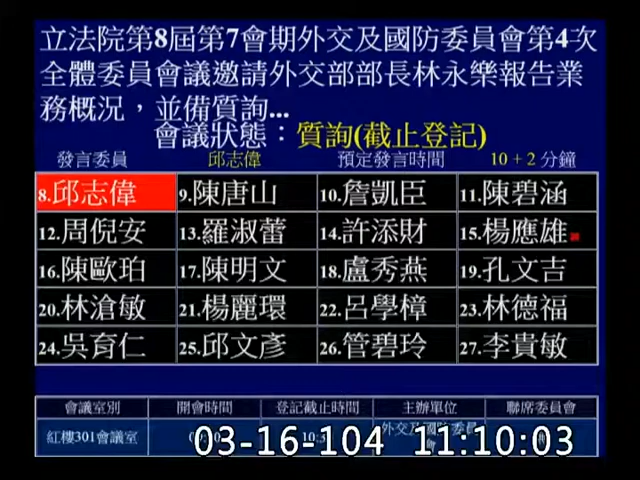 立法院第8屆第7會期外交及國防委員會第4次
全體委員會議邀請外交部部長林永樂報告業
務概況，並備質詢...
會議狀態：質詢(截止登記)
發言委員 邱志偉 預定發言時間 10 + 2 分鐘
8.邱志偉 9.陳唐山 10.詹凱臣 11.陳碧涵
12.周倪安 13.羅淑蕾 14.許添財 15.楊應雄
16.陳歐珀 17.陳明文 18.盧秀燕 19.孔文吉
20.林滄敏 21.楊麗環 22.呂學樟 23.林德福
24.吳育仁 25.邱文彥 26.管碧玲 27.李貴敏
會議室別 開會時間 登記截止時間 主辦單位 聯席委員會
紅樓301會議室 外交及國防委員
03-16-104 11:10:03